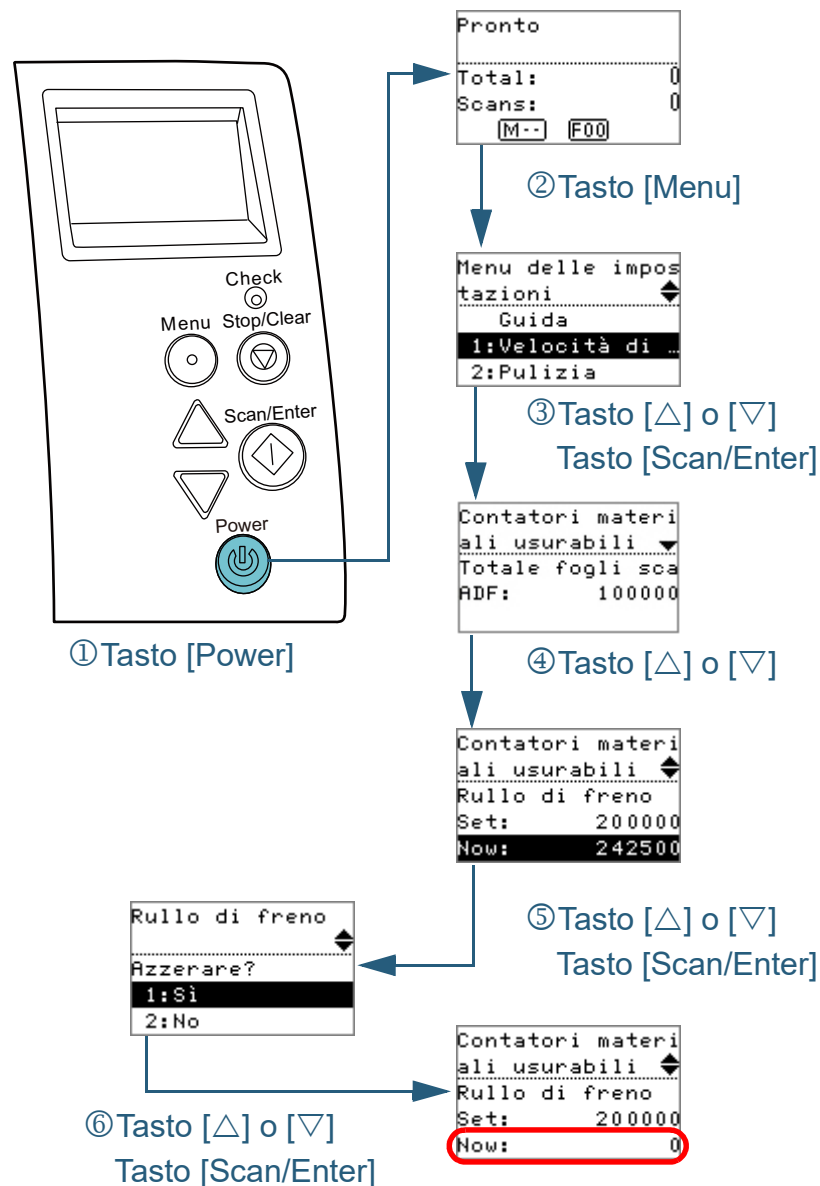 Pronto
Total: 0
Scans: 0
M-- F00
②Tasto [Menu]
Check
Menu Stop/Clear
Scan/Enter
Power
①Tasto [Power]
Menu delle impos
tazioni
Guida
1:Velocità di …
2:Pulizia
③Tasto [△] o [▽]
Tasto [Scan/Enter]
Contatori materi
ali usurabili
Totale fogli sca
ADF: 100000
④Tasto [△] o [▽]
Contatori materi
ali usurabili
Rullo di freno
Set: 200000
Now: 242500
⑤Tasto [△] o [▽]
Tasto [Scan/Enter]
Rullo di freno
Azzerare?
1:Sì
2:No
⑥Tasto [△] o [▽]
Tasto [Scan/Enter]
Contatori materi
ali usurabili
Rullo di freno
Set: 200000
Now: 0